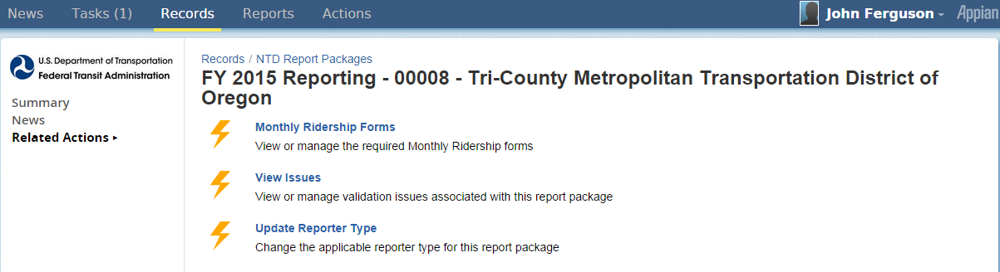 News Tasks (1) Records Reports Actions John Ferguson Appian
U.S. Department of Transportation
Federal Transit Administration
Summary
News
Related Actions ▸
Records / NTD Report Packages
FY 2015 Reporting - 00008 - Tri-County Metropolitan Transportation District of
Oregon
Monthly Ridership Forms
View or manage the required Monthly Ridership forms
View Issues
View or manage validation issues associated with this report package
Update Reporter Type
Change the applicable reporter type for this report package